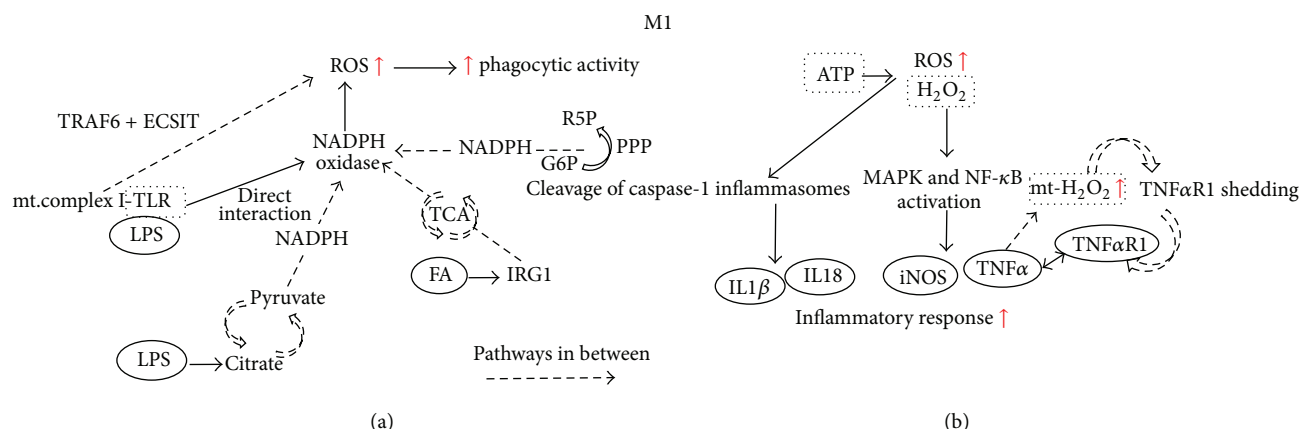 M1
ROS ↑
↑ phagocytic activity
TRAF6 + ECSIT
NADPH
oxidase
NADPH
R5P
G6P
PPP
mt.complex I-TLR
LPS
Direct
interaction
NADPH
TCA
FA
IRG1
Pyruvate
LPS
Citrate
Pathways in between
(a)
ATP
ROS ↑
H₂O₂
Cleavage of caspase-1 inflammasomes
MAPK and NF-κB
activation
mt-H₂O₂ ↑
TNFαR1 shedding
IL1β
IL18
iNOS
TNFα
TNFαR1
Inflammatory response ↑
(b)